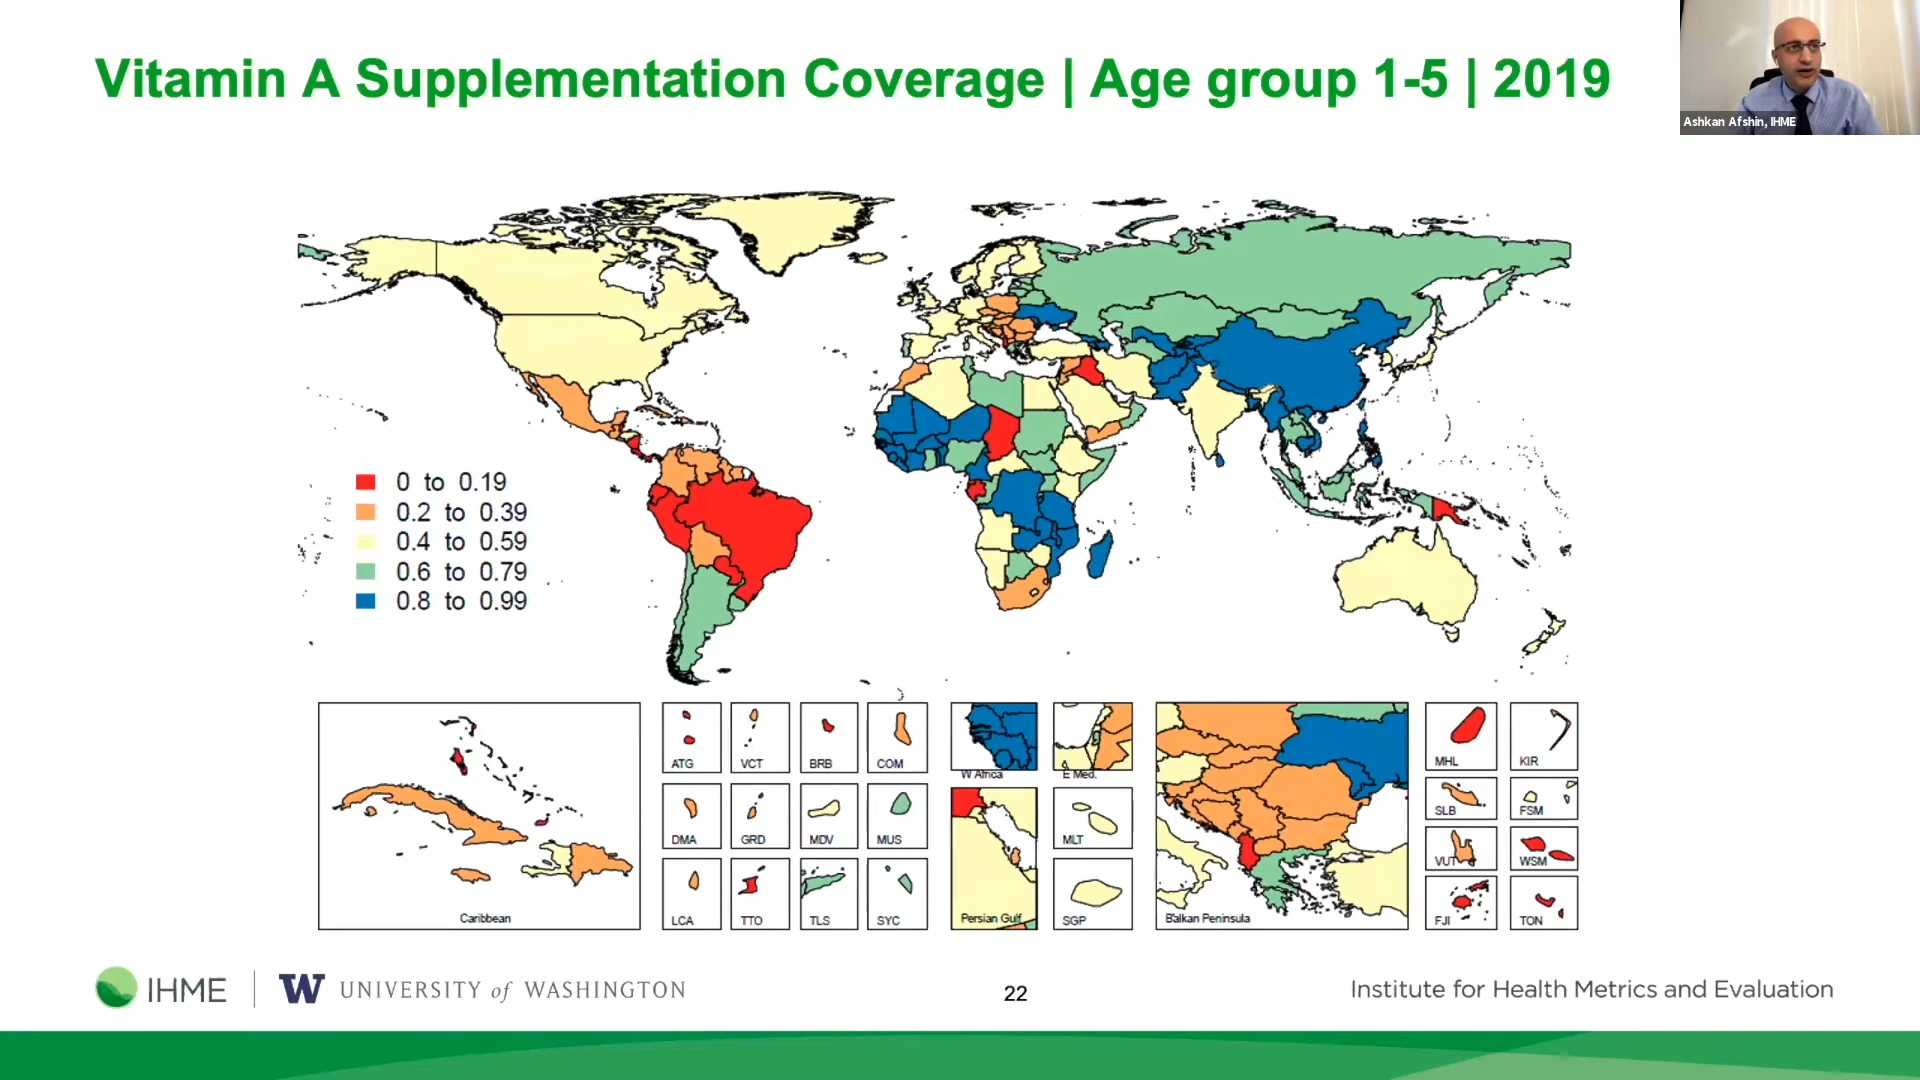 Vitamin A Supplementation Coverage | Age group 1-5 | 2019
Ashkan Afshin, IHME
0 to 0.19
0.2 to 0.39
0.4 to 0.59
0.6 to 0.79
0.8 to 0.99
Caribbean
ATG
VCT
BRB
COM
DMA
GRD
MDV
MUS
LCA
TTO
TLS
SYC
W Africa
E Med.
Persian Gulf
MLT
SGP
Balkan Peninsula
MHL
KIR
SLB
FSM
VUT
WSM
FJI
TON
IHME
W
UNIVERSITY of WASHINGTON
22
Institute for Health Metrics and Evaluation